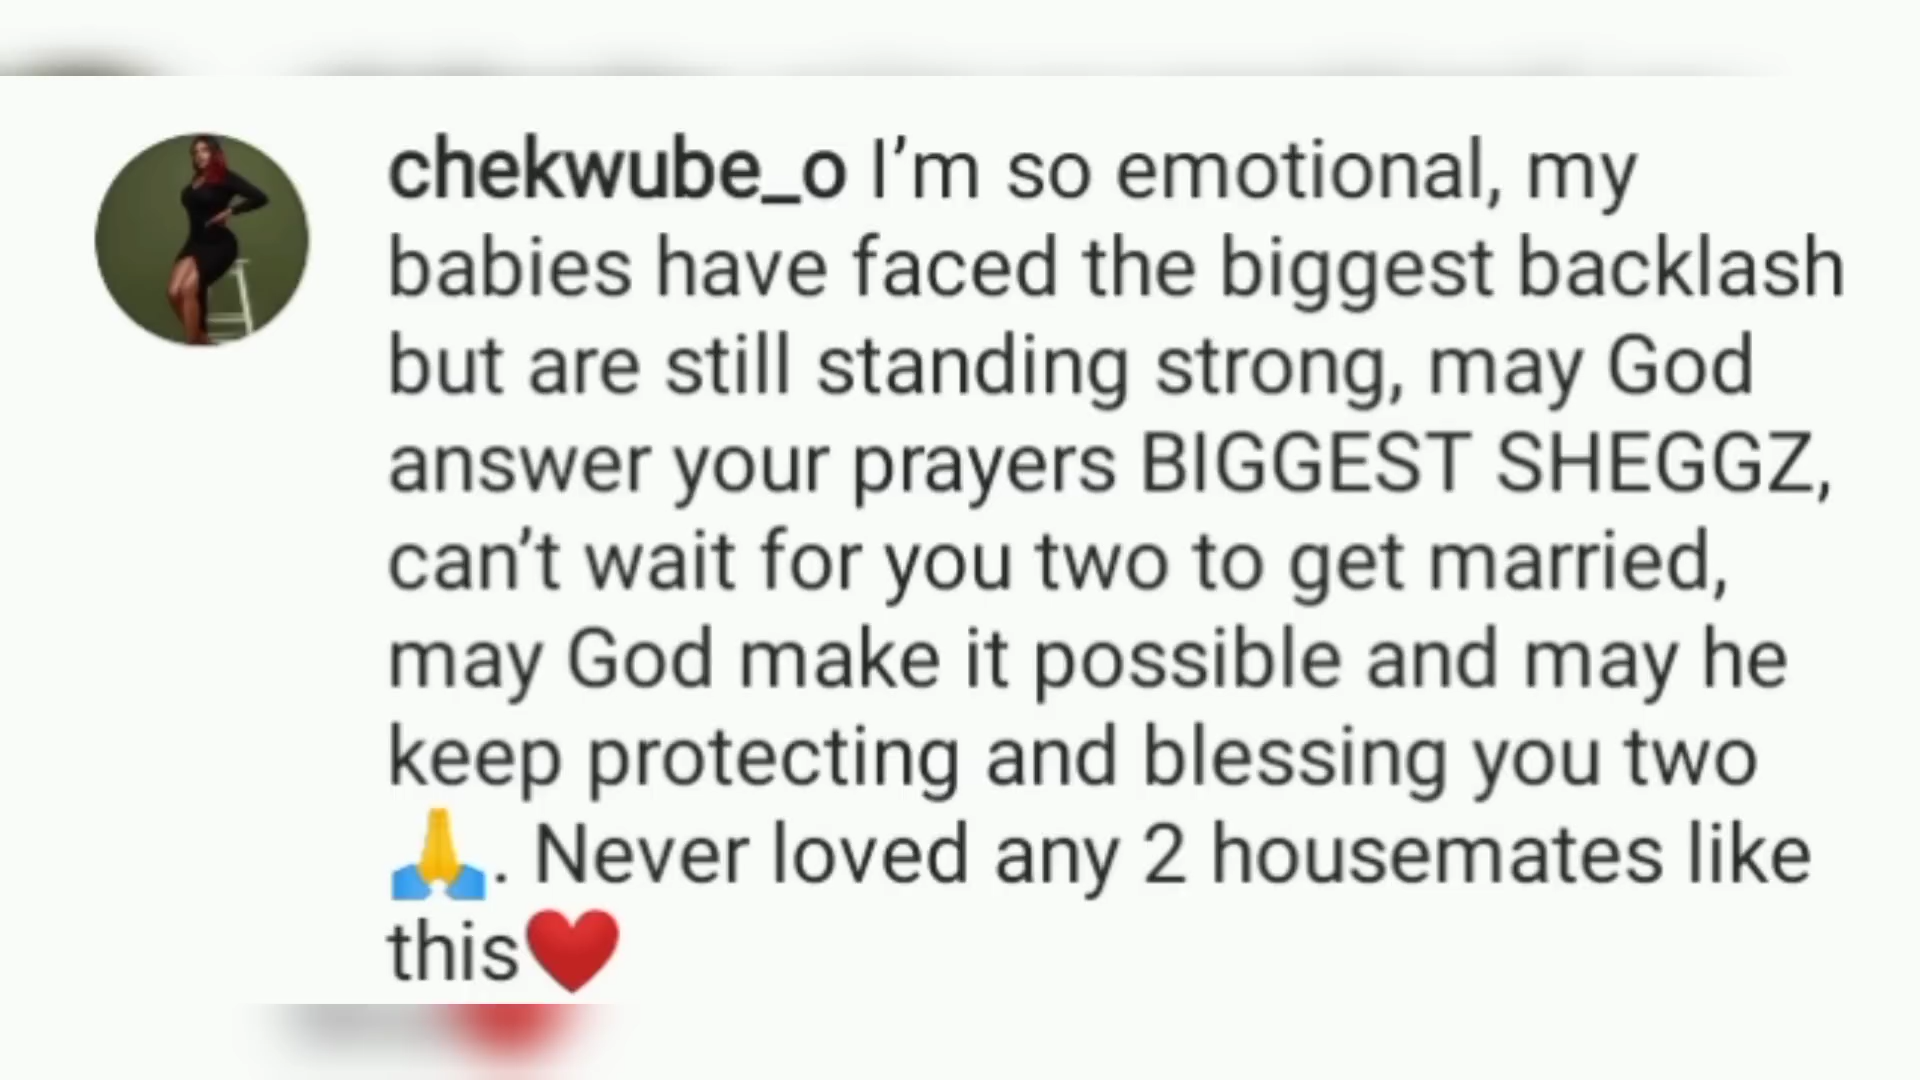 chekwube_o I’m so emotional, my
babies have faced the biggest backlash
but are still standing strong, may God
answer your prayers BIGGEST SHEGGZ,
can’t wait for you two to get married,
may God make it possible and may he
keep protecting and blessing you two
🙏. Never loved any 2 housemates like
this❤️